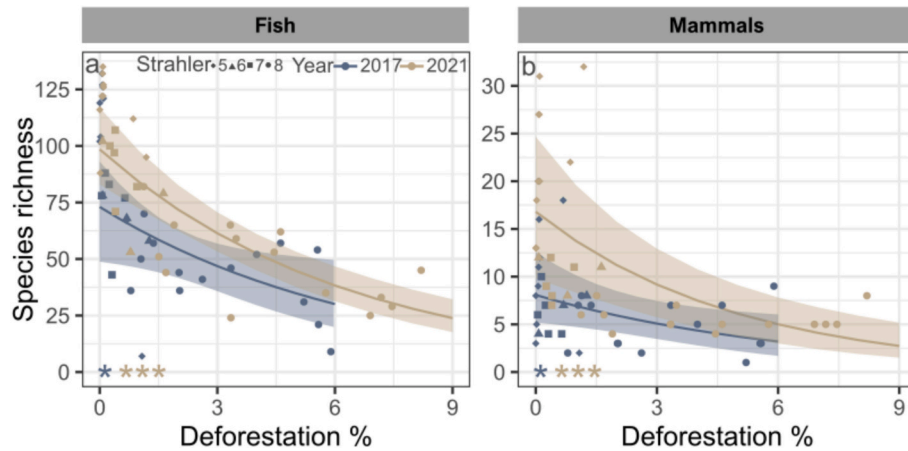 Fish Mammals
a Strahler 5 6 7 8 Year 2017 2021 b
125
100
75
50
25
0
30
25
20
15
10
5
0
Species richness
* * * *
* * * *
0 3 6 9
0 3 6 9
Deforestation % Deforestation %